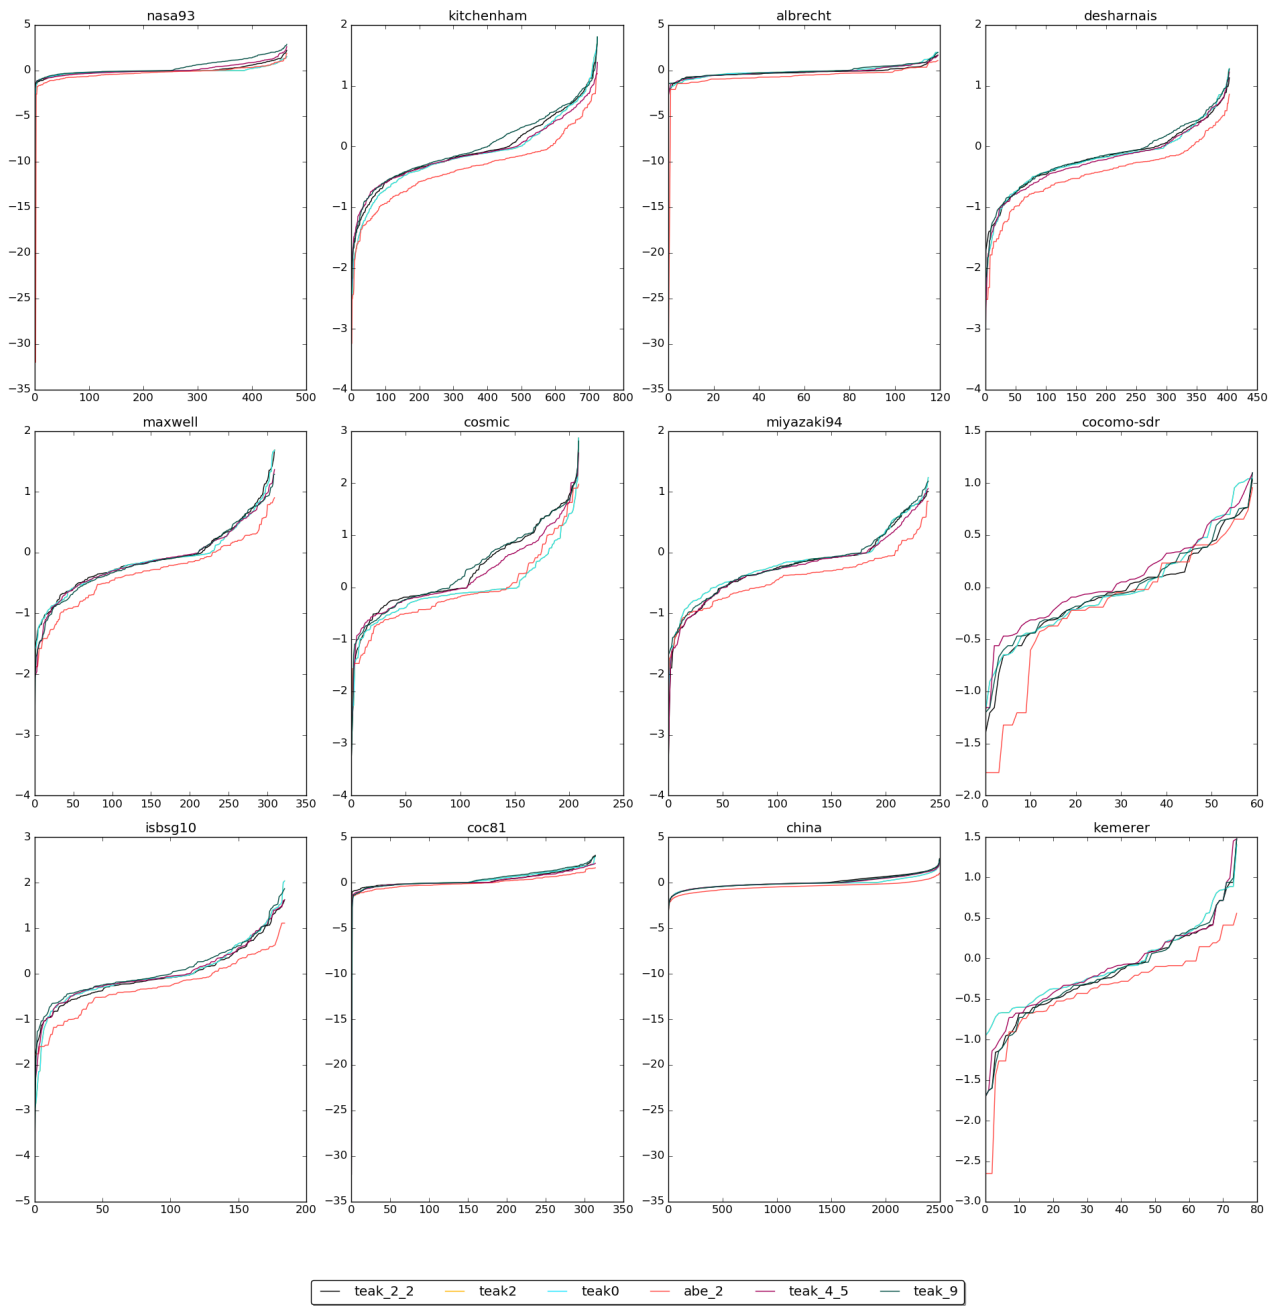 nasa93 kitchenham albrecht desharnais
5 2 5 2
0 1 0 1
−5 0 −5 0
−10 −10
−15 −1 −15 −1
−20 −2 −20 −2
−25 −25
−30 −3 −30 −3
−35 −4 −35 −4
0 100 200 300 400 500 0 100 200 300 400 500 600 700 800 0 20 40 60 80 100 120 0 50 100 150 200 250 300 350 400 450
maxwell cosmic miyazaki94 cocomo-sdr
2 3 2 1.5
1 2 1 1.0
0 1 0 0.5
0 0.0
−1 −1 −1 −0.5
−2 −2 −2 −1.0
−3 −3 −3 −1.5
−4 −4 −4 −2.0
0 50 100 150 200 250 300 350 0 50 100 150 200 250 0 50 100 150 200 250 0 10 20 30 40 50 60
isbsg10 coc81 china kemerer
3 5 5 1.5
2 0 0 1.0
1 −5 −5 0.5
0 −10 −10 0.0
−1 −15 −15 −0.5
−2 −20 −20 −1.0
−3 −25 −25 −1.5
−4 −30 −30 −2.0
−5 −35 −35 −2.5
−3.0
0 50 100 150 200 0 50 100 150 200 250 300 350 0 500 1000 1500 2000 2500 0 10 20 30 40 50 60 70 80
teak_2_2 teak2 teak0 abe_2 teak_4_5 teak_9